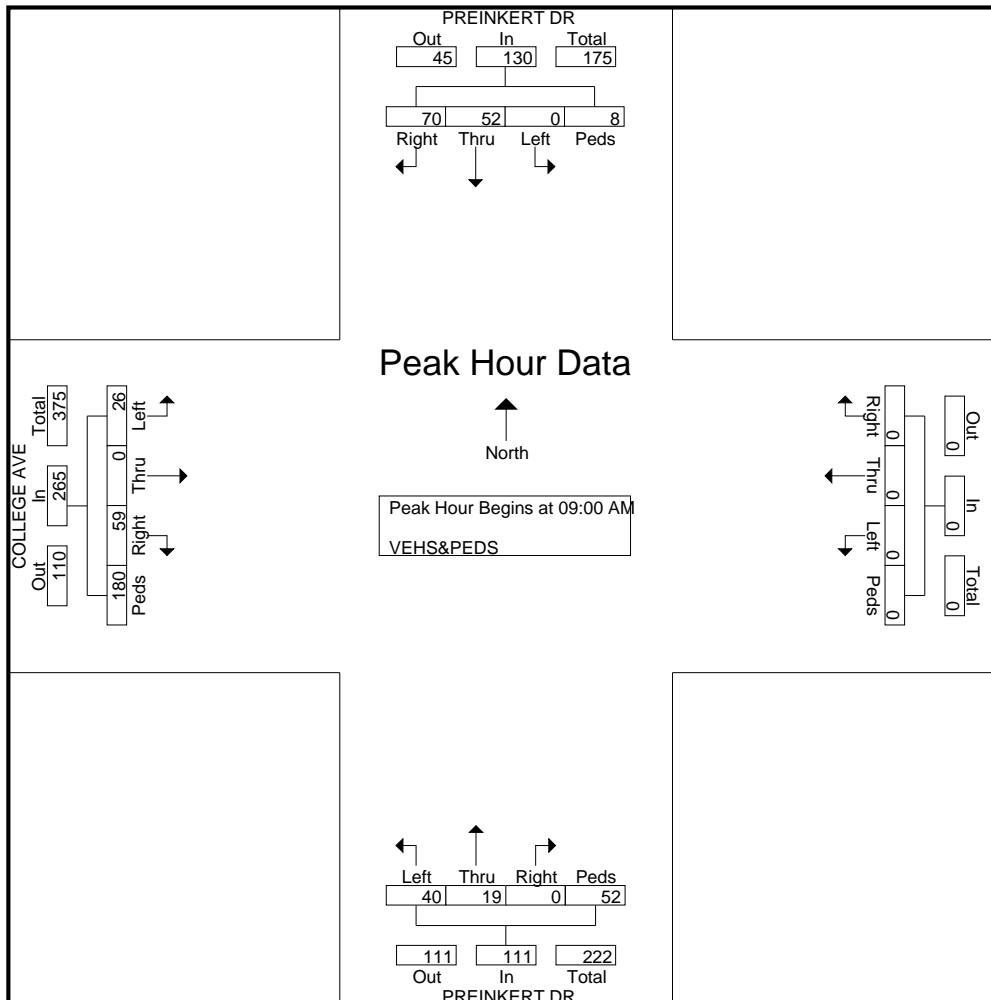 PREINKERT DR
Out In Total
45 130 175
70 52 0 8
Right Thru Left Peds
Peak Hour Data
North
Peak Hour Begins at 09:00 AM
VEHS&PEDS
COLLEGE AVE
Out In Total
110 265 375
180 59 0 26
Peds Right Thru Left
Out In Total
0 0 0
0 0 0 0
Right Thru Left Peds
Left Thru Right Peds
40 19 0 52
111 111 222
Out In Total
PREINKERT DR